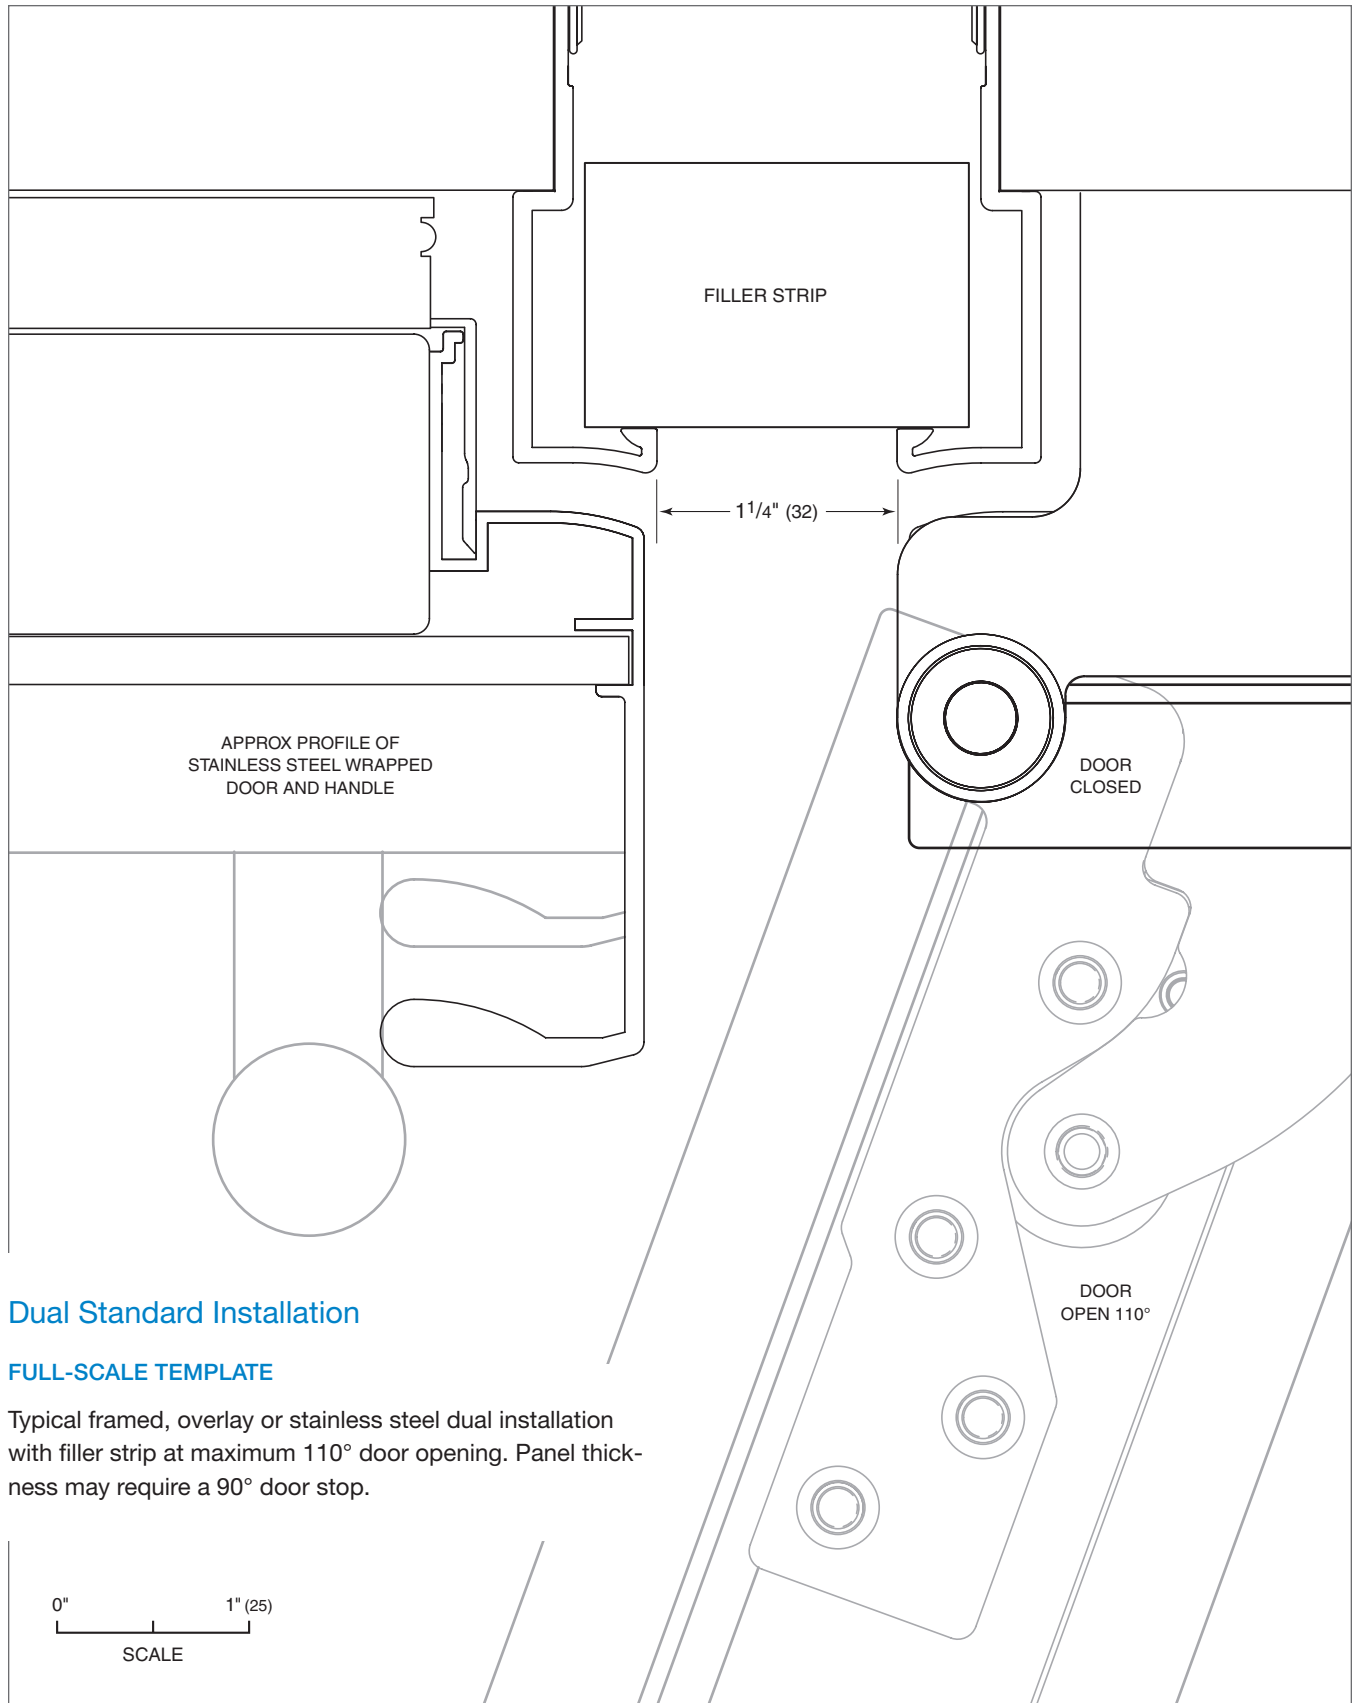 FILLER STRIP
1 1/4" (32)
APPROX PROFILE OF
STAINLESS STEEL WRAPPED
DOOR AND HANDLE
DOOR
CLOSED
DOOR
OPEN 110°
Dual Standard Installation
FULL-SCALE TEMPLATE
Typical framed, overlay or stainless steel dual installation
with filler strip at maximum 110° door opening. Panel thick-
ness may require a 90° door stop.
0" 1" (25)
SCALE